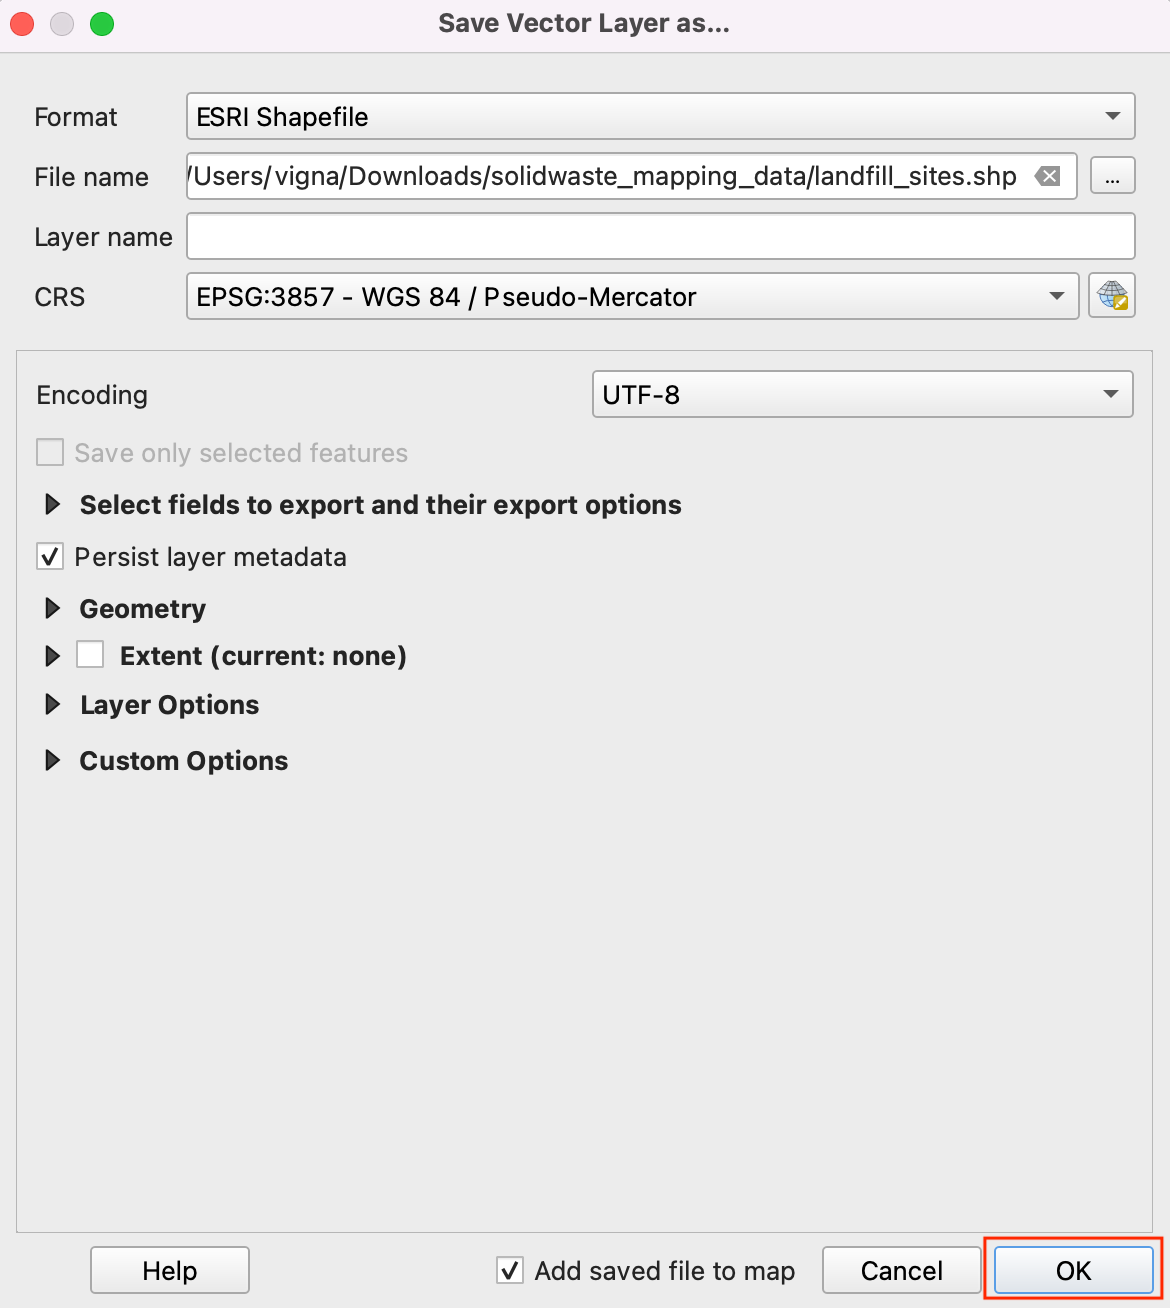 Save Vector Layer as...
Format
ESRI Shapefile
File name
/Users/vigna/Downloads/solidwaste_mapping_data/landfill_sites.shp
...
Layer name
CRS
EPSG:3857 - WGS 84 / Pseudo-Mercator
Encoding
UTF-8
Save only selected features
Select fields to export and their export options
Persist layer metadata
Geometry
Extent (current: none)
Layer Options
Custom Options
Help
Add saved file to map
Cancel
OK